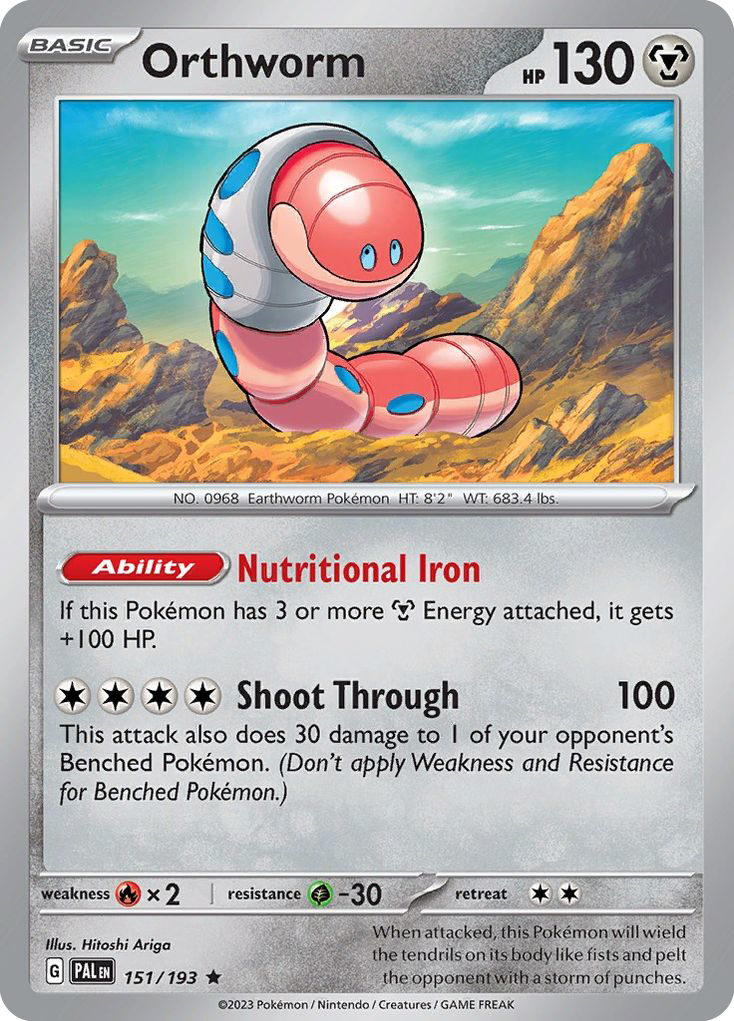 BASIC
Orthworm
HP 130
NO. 0968 Earthworm Pokémon HT: 8'2" WT: 683.4 lbs.
Ability Nutritional Iron
If this Pokémon has 3 or more Energy attached, it gets
+100 HP.
Shoot Through 100
This attack also does 30 damage to 1 of your opponent's
Benched Pokémon. (Don't apply Weakness and Resistance
for Benched Pokémon.)
weakness ×2 resistance -30 retreat
Illus. Hitoshi Ariga
G PAL EN 151/193 ★
When attacked, this Pokémon will wield
the tendrils on its body like fists and pelt
the opponent with a storm of punches.
©2023 Pokémon / Nintendo / Creatures / GAME FREAK